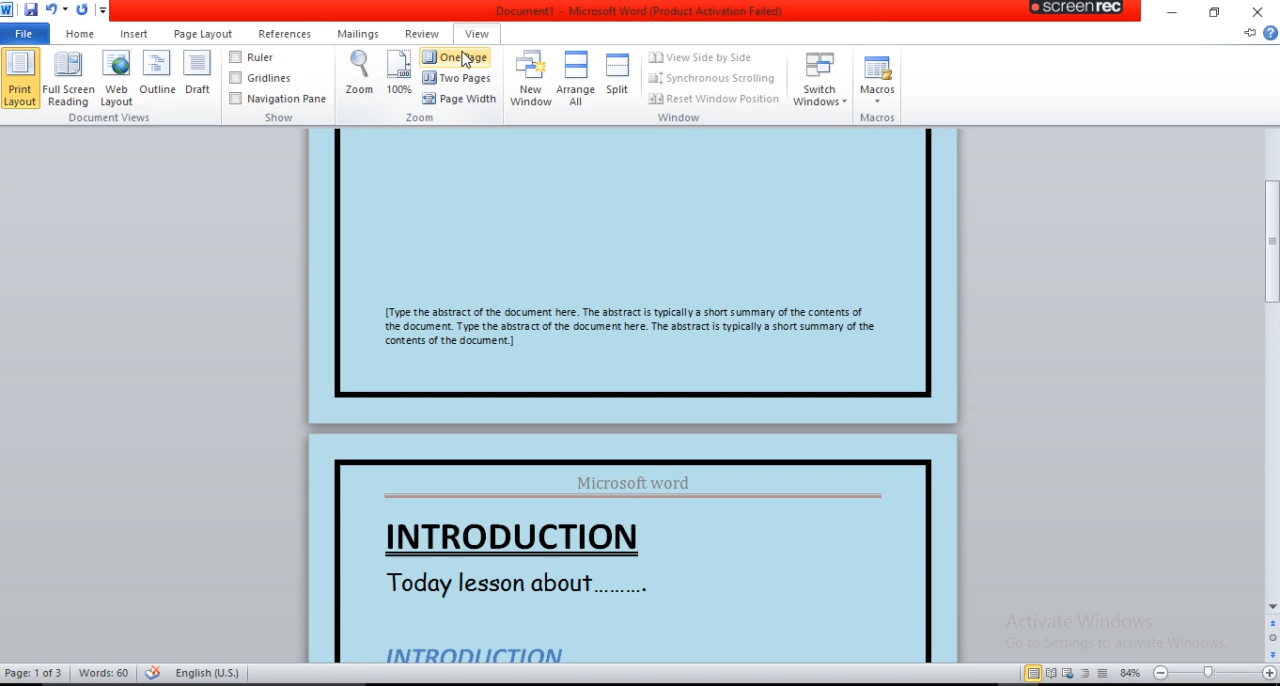 Document1 - Microsoft Word (Product Activation Failed)
screenrec
File Home Insert Page Layout References Mailings Review View
Print Layout
Full Screen Reading
Web Layout
Outline
Draft
Document Views
Ruler
Gridlines
Navigation Pane
Show
Zoom
100%
One Page
Two Pages
Page Width
Zoom
New Window
Arrange All
Split
View Side by Side
Synchronous Scrolling
Reset Window Position
Window
Switch Windows
Macros
Macros
[Type the abstract of the document here. The abstract is typically a short summary of the contents of
the document. Type the abstract of the document here. The abstract is typically a short summary of the
contents of the document.]
Microsoft word
INTRODUCTION
Today lesson about..........
INTRODUCTION
Activate Windows
Go to Settings to activate Windows.
Page: 1 of 3 Words: 60 English (U.S.) 84%